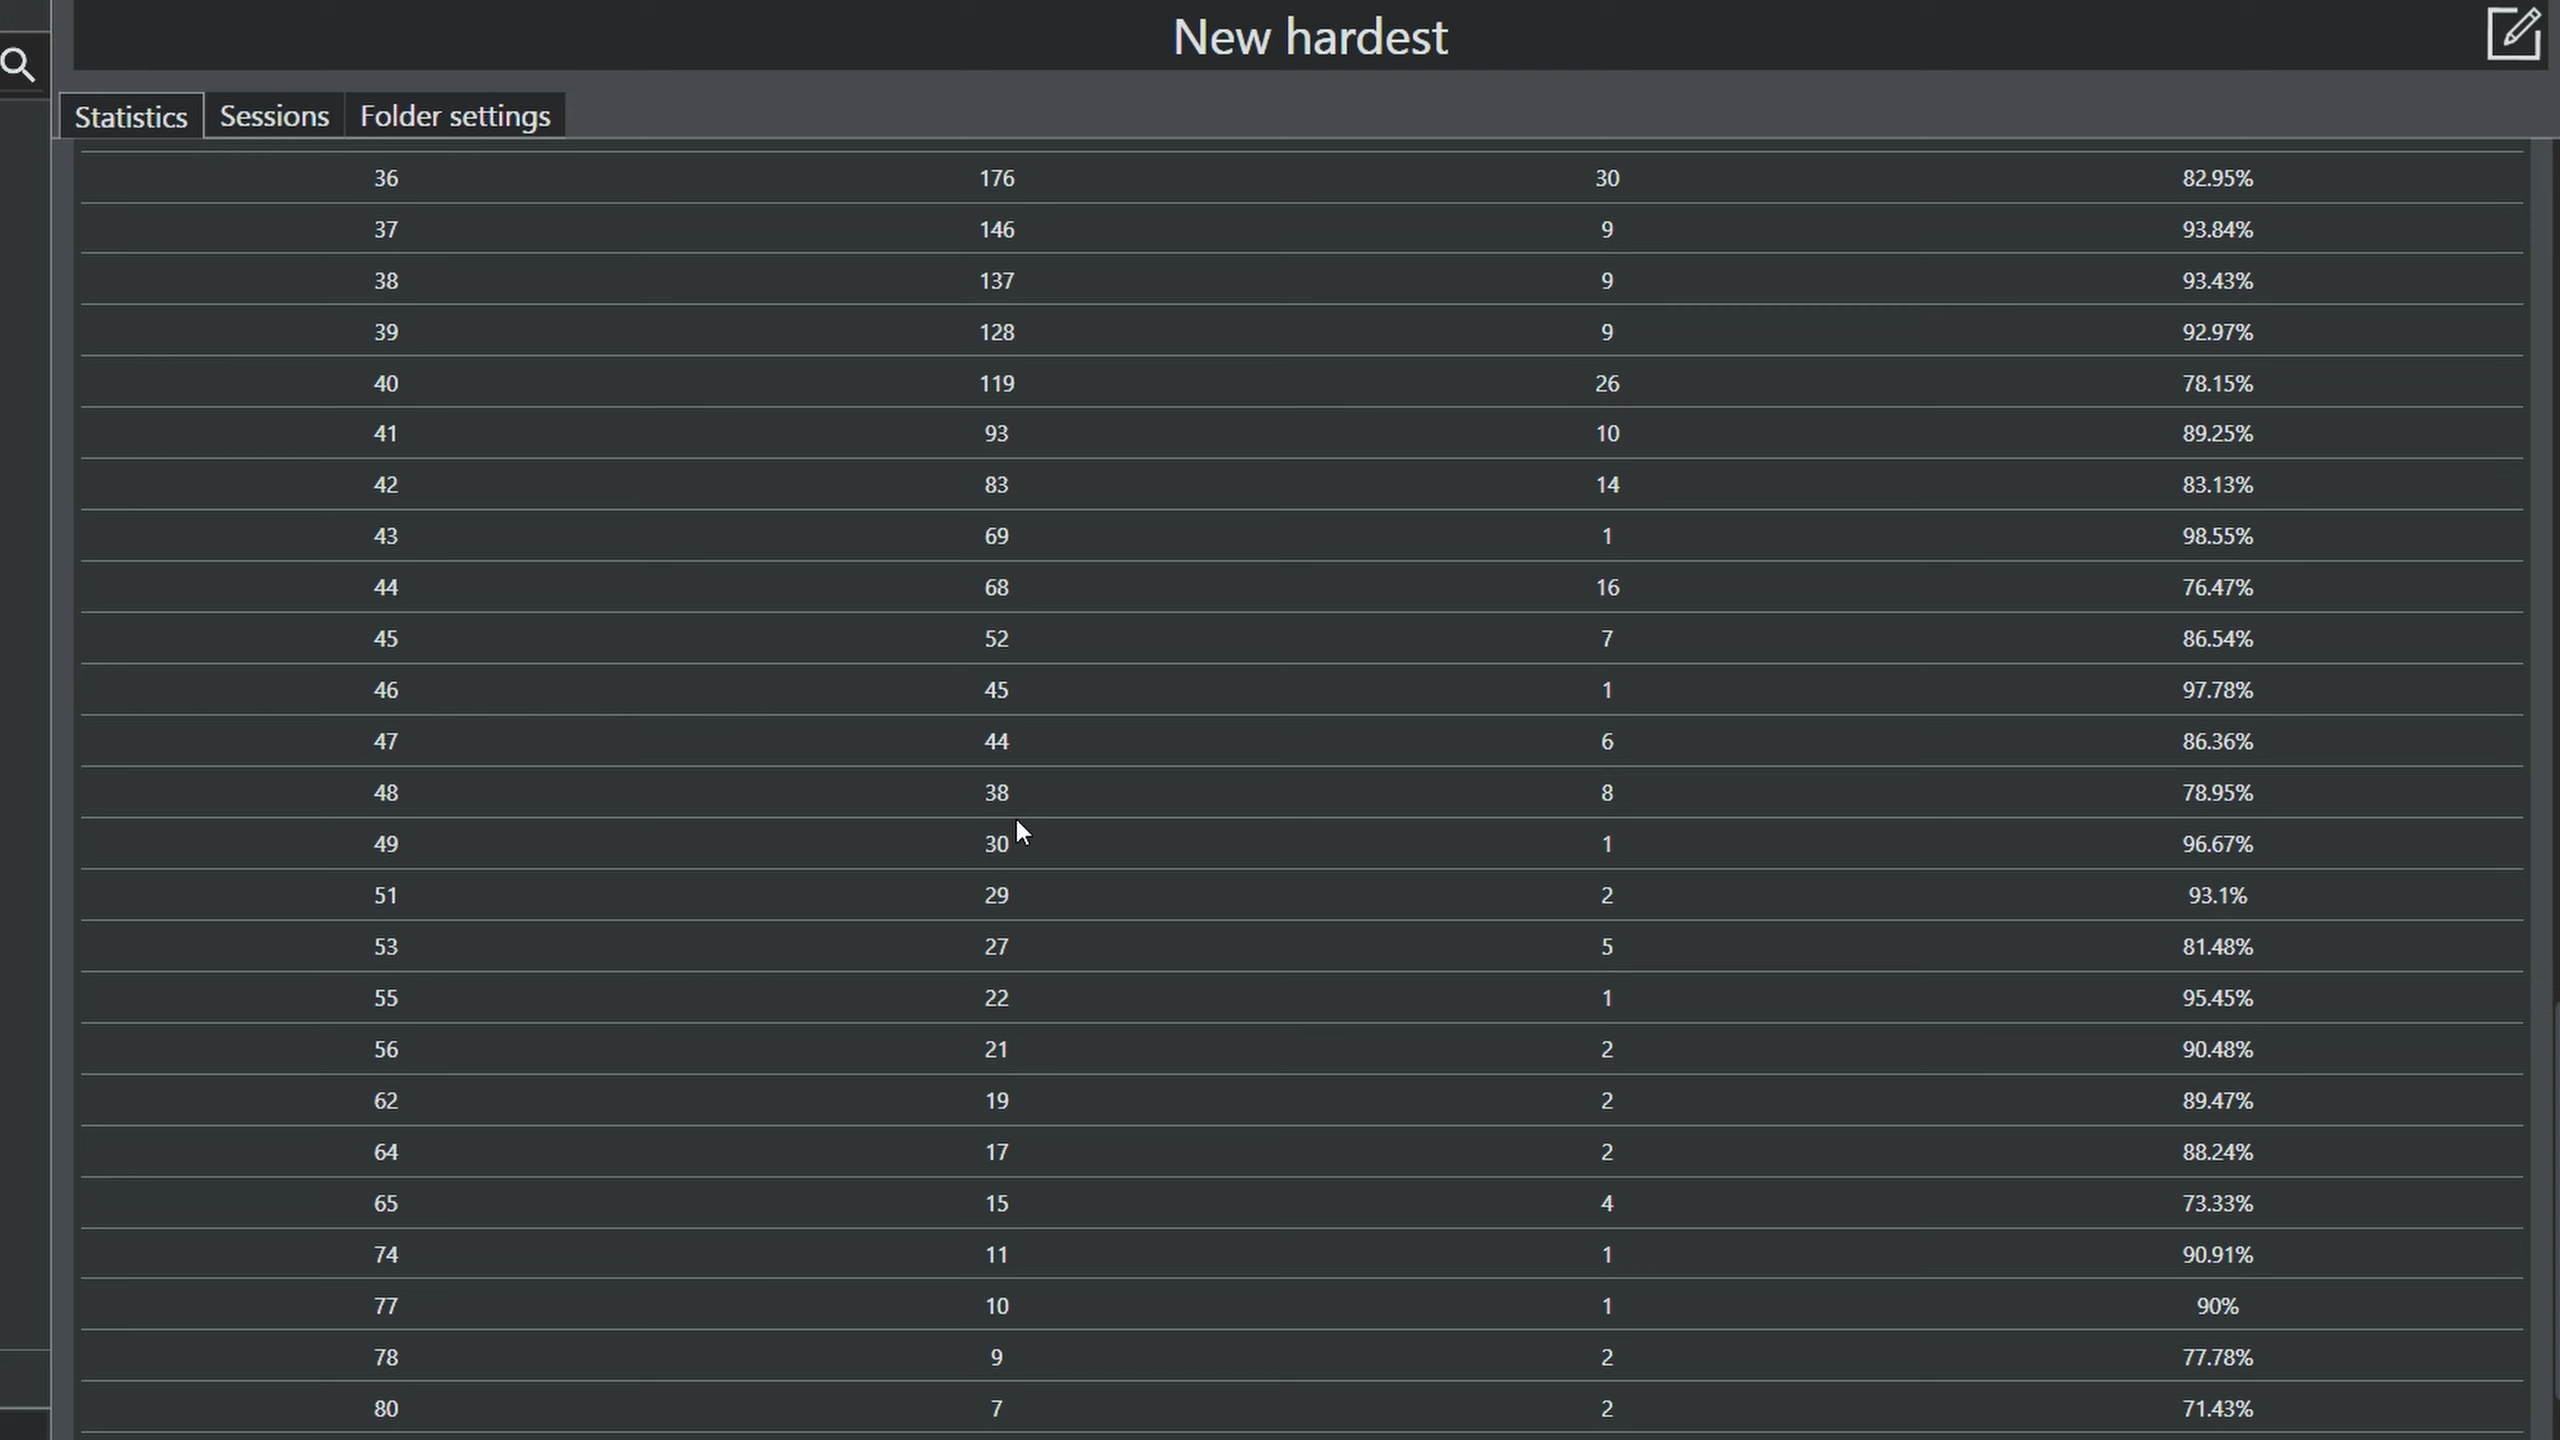 New hardest
Statistics Sessions Folder settings
36 176 30 82.95%
37 146 9 93.84%
38 137 9 93.43%
39 128 9 92.97%
40 119 26 78.15%
41 93 10 89.25%
42 83 14 83.13%
43 69 1 98.55%
44 68 16 76.47%
45 52 7 86.54%
46 45 1 97.78%
47 44 6 86.36%
48 38 8 78.95%
49 30 1 96.67%
51 29 2 93.1%
53 27 5 81.48%
55 22 1 95.45%
56 21 2 90.48%
62 19 2 89.47%
64 17 2 88.24%
65 15 4 73.33%
74 11 1 90.91%
77 10 1 90%
78 9 2 77.78%
80 7 2 71.43%